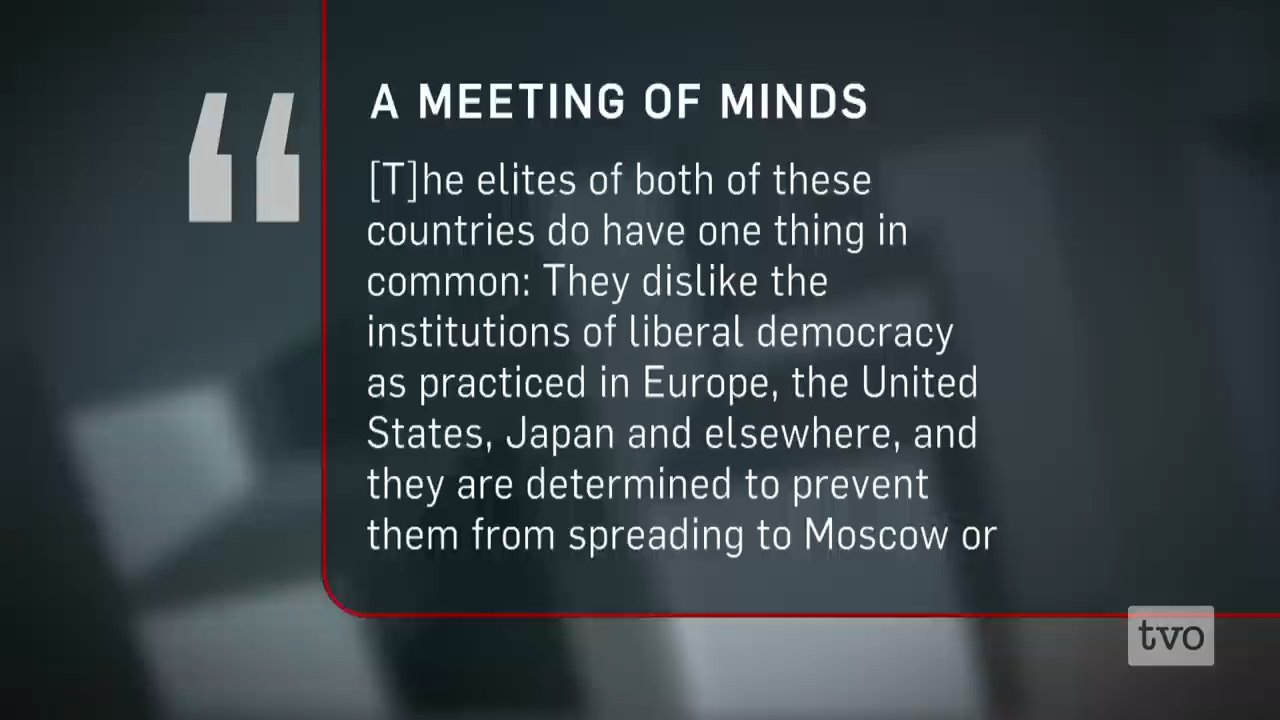 A MEETING OF MINDS
[T]he elites of both of these
countries do have one thing in
common: They dislike the
institutions of liberal democracy
as practiced in Europe, the United
States, Japan and elsewhere, and
they are determined to prevent
them from spreading to Moscow or
tvo